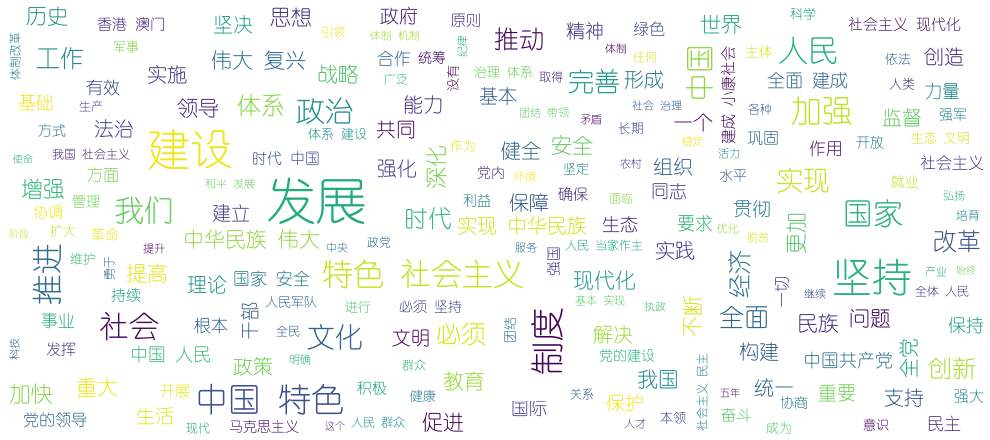 历史
香港 澳门
坚决
思想
政府
原则
绿色
世界
科学
社会主义 现代化
体制改革
工作
军事
伟大 复兴
引领
体制 机制
合作
统筹
纪律
推动
精神
体制
任何
中国
小康社会
主体
人民
依法
创造
有效
实施
战略
广泛
没有
治理 体系
取得
完善
形成
全面 建成
人类
力量
基础
生产
领导
体系
政治
能力
基本
团结 带领
社会 治理
建成
各种
加强
监督
强军
方式
法治
体系 建设
共同
矛盾
长期
一个
稳定
巩固
开放
生态 文明
使命
我国 社会主义
建设
时代 中国
强化
深化
作为
健全
安全
农村
组织
活力
作用
社会主义
方面
和平 发展
党内
环境
坚定
水平
实现
就业
增强
管理
发展
利益
保障
确保
面临
同志
贯彻
弘扬
协调
我们
建立
时代
实现 中华民族
生态
要求
优化
更加
国家
培育
阶段
扩大
革命
中华民族 伟大
中央
政党
服务
人民 当家作主
脱贫
改革
推进
维护
勇于
提升
提高
理论
国家 安全
特色 社会主义
强国
实践
现代化
经济
一切
坚持
产业
始终
持续
人民军队
进行
必须 坚持
基本 实现
执政
继续
全体 人民
事业
社会
根本
干部
全民
文化
文明
必须
团结
制度
解决
不断
全面
民族
问题
保持
科技
发挥
中国 人民
政策
明确
群众
党的建设
构建
中国共产党
全党
创新
加快
重大
开展
中国 特色
积极
健康
教育
关系
我国
社会主义 民主
五年
统一
协商
重要
支持
强大
党的领导
生活
现代
马克思主义
这个
人民 群众
促进
国际
保护
人才
本领
奋斗
成为
意识
民主